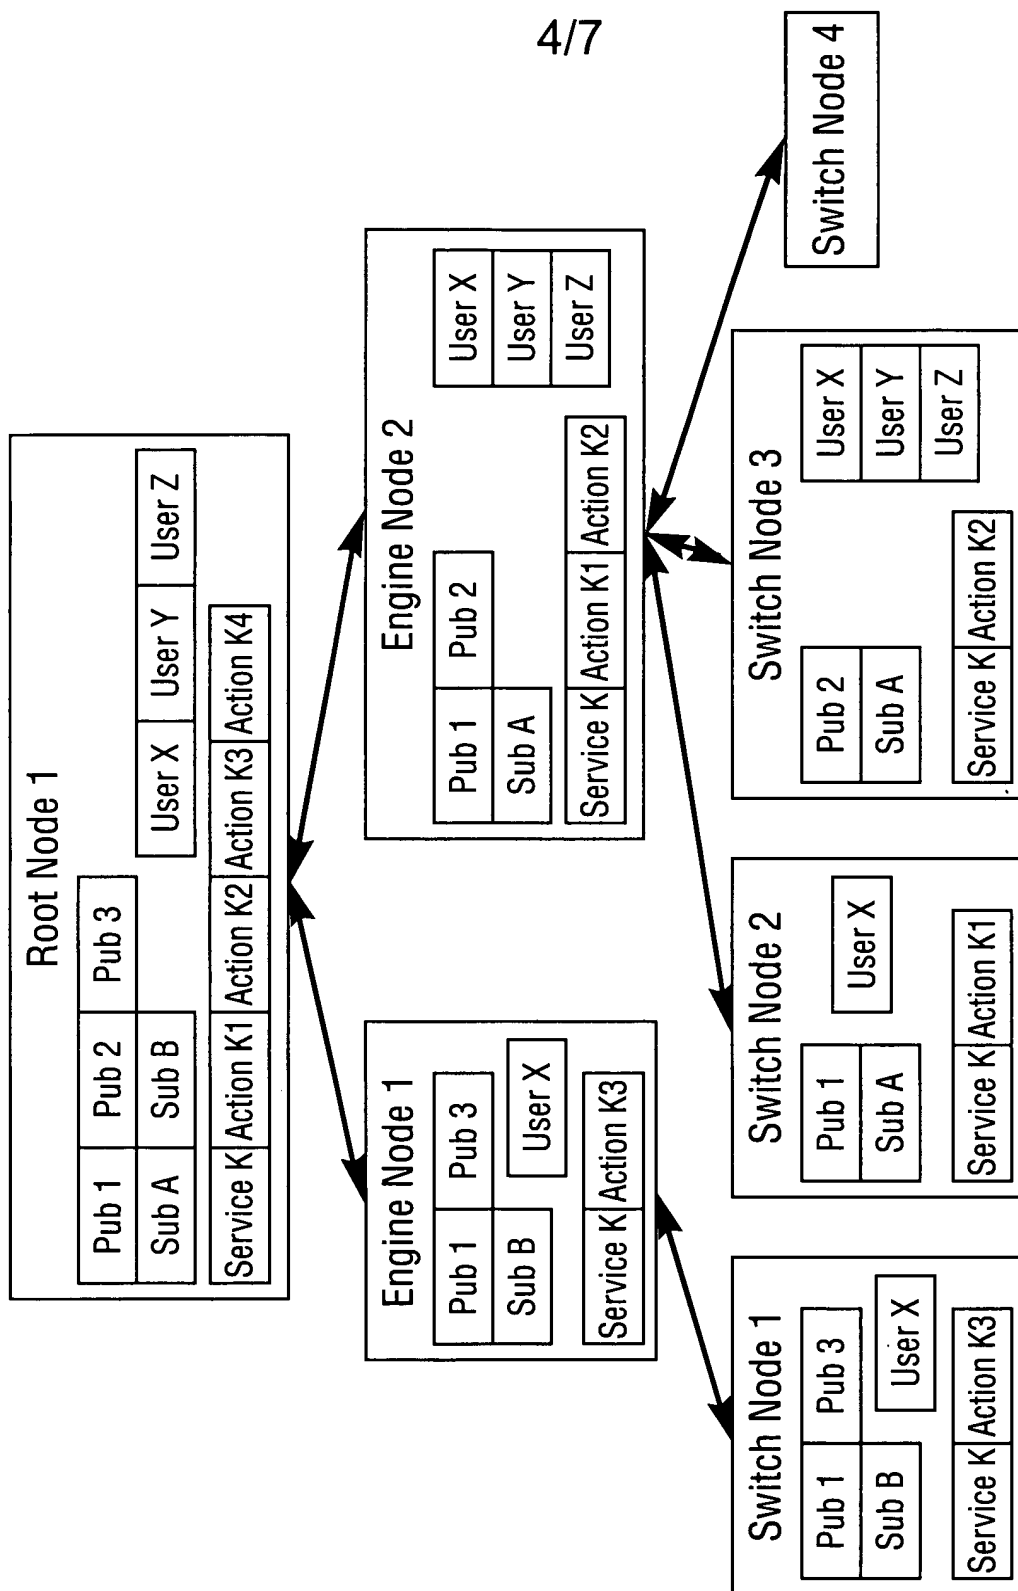 4/7
Root Node 1
Pub 1 Pub 2 Pub 3
Sub A Sub B
User X User Y User Z
Service K Action K1 Action K2 Action K3 Action K4
Engine Node 1
Pub 1 Pub 3
Sub B
User X
Service K Action K3
Engine Node 2
Pub 1 Pub 2
Sub A
User X
User Y
User Z
Service K Action K1 Action K2
Switch Node 1
Pub 1 Pub 3
Sub B
User X
Service K Action K3
Switch Node 2
Pub 1
Sub A
User X
Service K Action K1
Switch Node 3
Pub 2
Sub A
User X
User Y
User Z
Service K Action K2
Switch Node 4